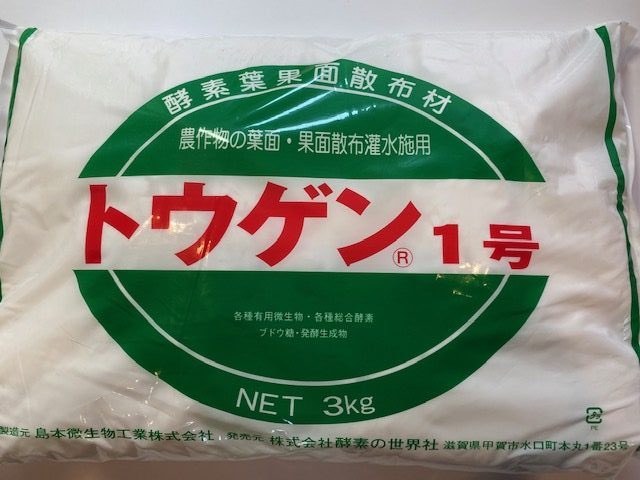 酵素葉果面散布材
農作物の葉面・果面散布灌水施用
トウゲン®1号
各種有用微生物・各種総合酵素
ブドウ糖・発酵生成物
NET 3kg
PE
製造元 島本微生物工業株式会社 発売元 株式会社酵素の世界社 滋賀県甲賀市水口町本丸1番23号